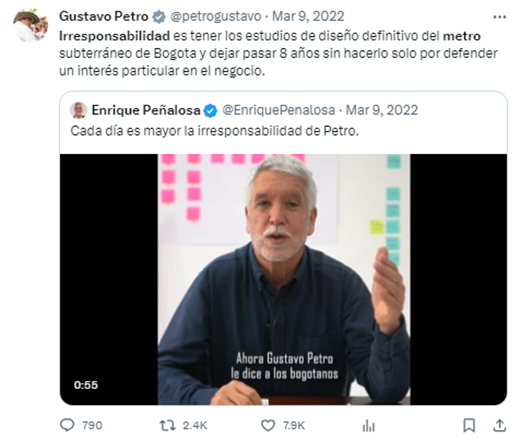 Gustavo Petro @petrogustavo · Mar 9, 2022
Irresponsabilidad es tener los estudios de diseño definitivo del metro
subterráneo de Bogota y dejar pasar 8 años sin hacerlo solo por defender
un interés particular en el negocio.
Enrique Peñalosa @EnriquePenalosa · Mar 9, 2022
Cada día es mayor la irresponsabilidad de Petro.
Ahora Gustavo Petro
le dice a los bogotanos
0:55
790 2.4K 7.9K